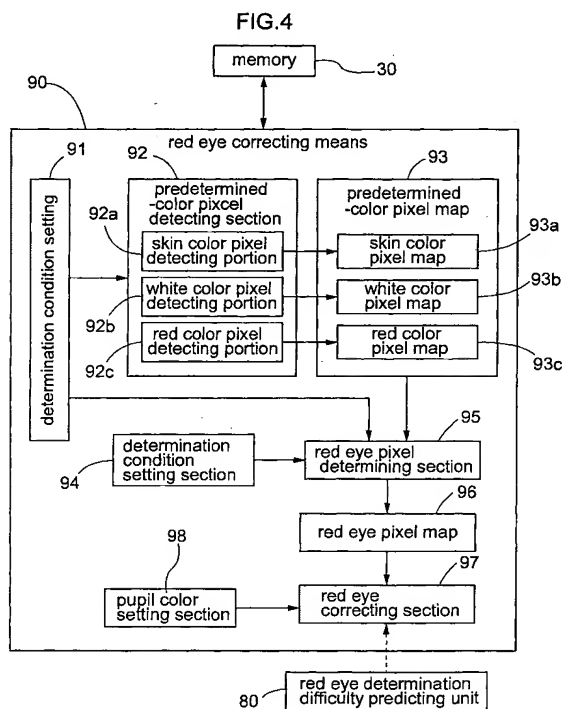 FIG.4
memory
30
90
red eye correcting means
91
92
93
determination condition setting
predetermined
-color pixcel
detecting section
predetermined
-color pixel map
92a
skin color pixel
detecting portion
skin color
pixel map
93a
92b
white color pixel
detecting portion
white color
pixel map
93b
92c
red color pixel
detecting portion
red color
pixel map
93c
95
94
determination
condition
setting section
red eye pixel
determining section
96
red eye pixel map
98
97
pupil color
setting section
red eye
correcting section
80
red eye determination
difficulty predicting unit